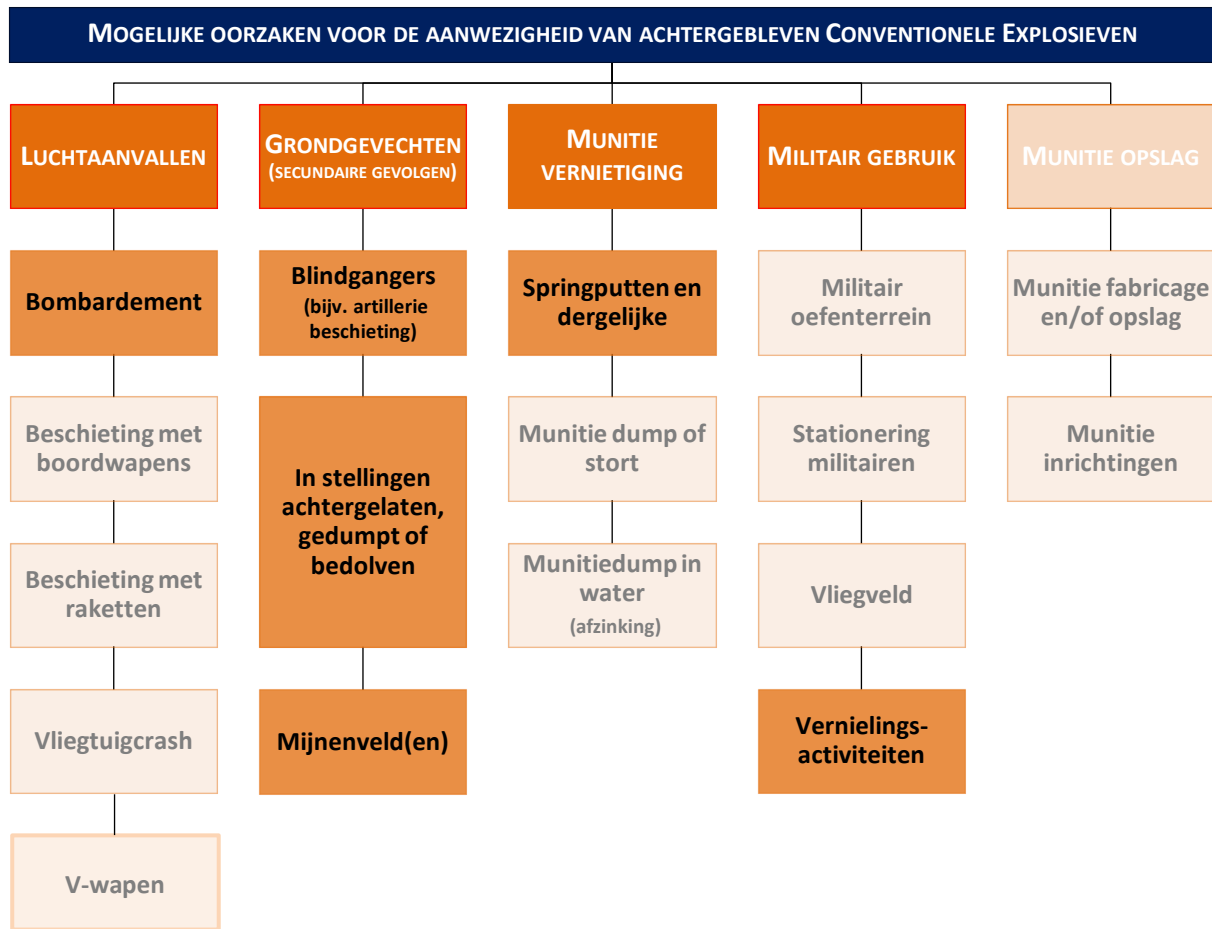 MOGELIJKE OORZAKEN VOOR DE AANWEZIGHEID VAN ACHTERGEBLEVEN CONVENTIONELE EXPLOSIEVEN
LUCHTAANVALLEN
Bombardement
Beschieting met
boordwapens
Beschieting met
raketten
Vliegtuigcrash
V-wapen
GRONDGEVECHTEN
(SECUNDAIRE GEVOLGEN)
Blindgangers
(bijv. artillerie
beschieting)
In stellingen
achtergelaten,
gedumpt of
bedolven
Mijnenveld(en)
MUNITIE
VERNIETIGING
Springputten en
dergelijke
Munitie dump of
stort
Munitiedump in
water
(afzinking)
MILITAIR GEBRUIK
Militair
oefenterrein
Stationering
militairen
Vliegveld
Vernielings-
activiteiten
MUNITIE OPSLAG
Munitie fabricage
en/of opslag
Munitie
inrichtingen